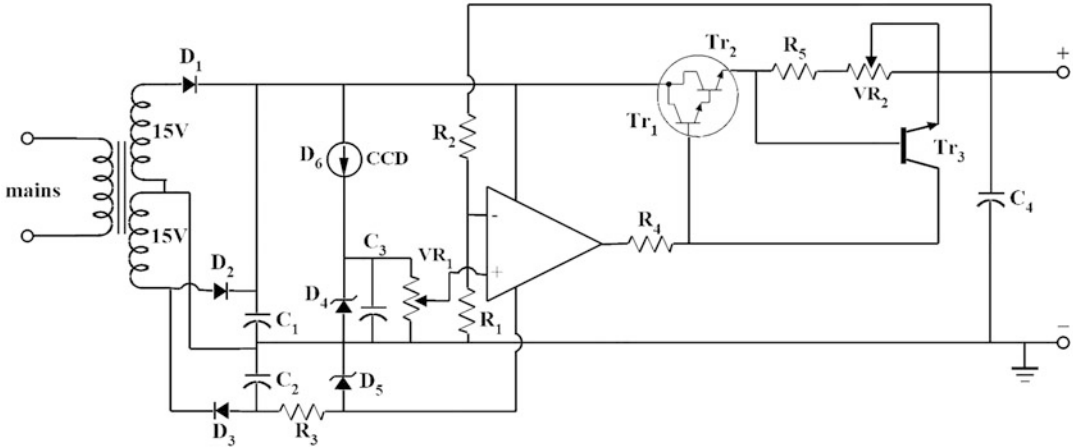 D1
15V
mains
15V
D2
D3
C1
C2
R3
D6
CCD
D4
D5
C3
VR1
R2
R1
-
+
R4
Tr1
Tr2
R5
VR2
Tr3
C4
+
−